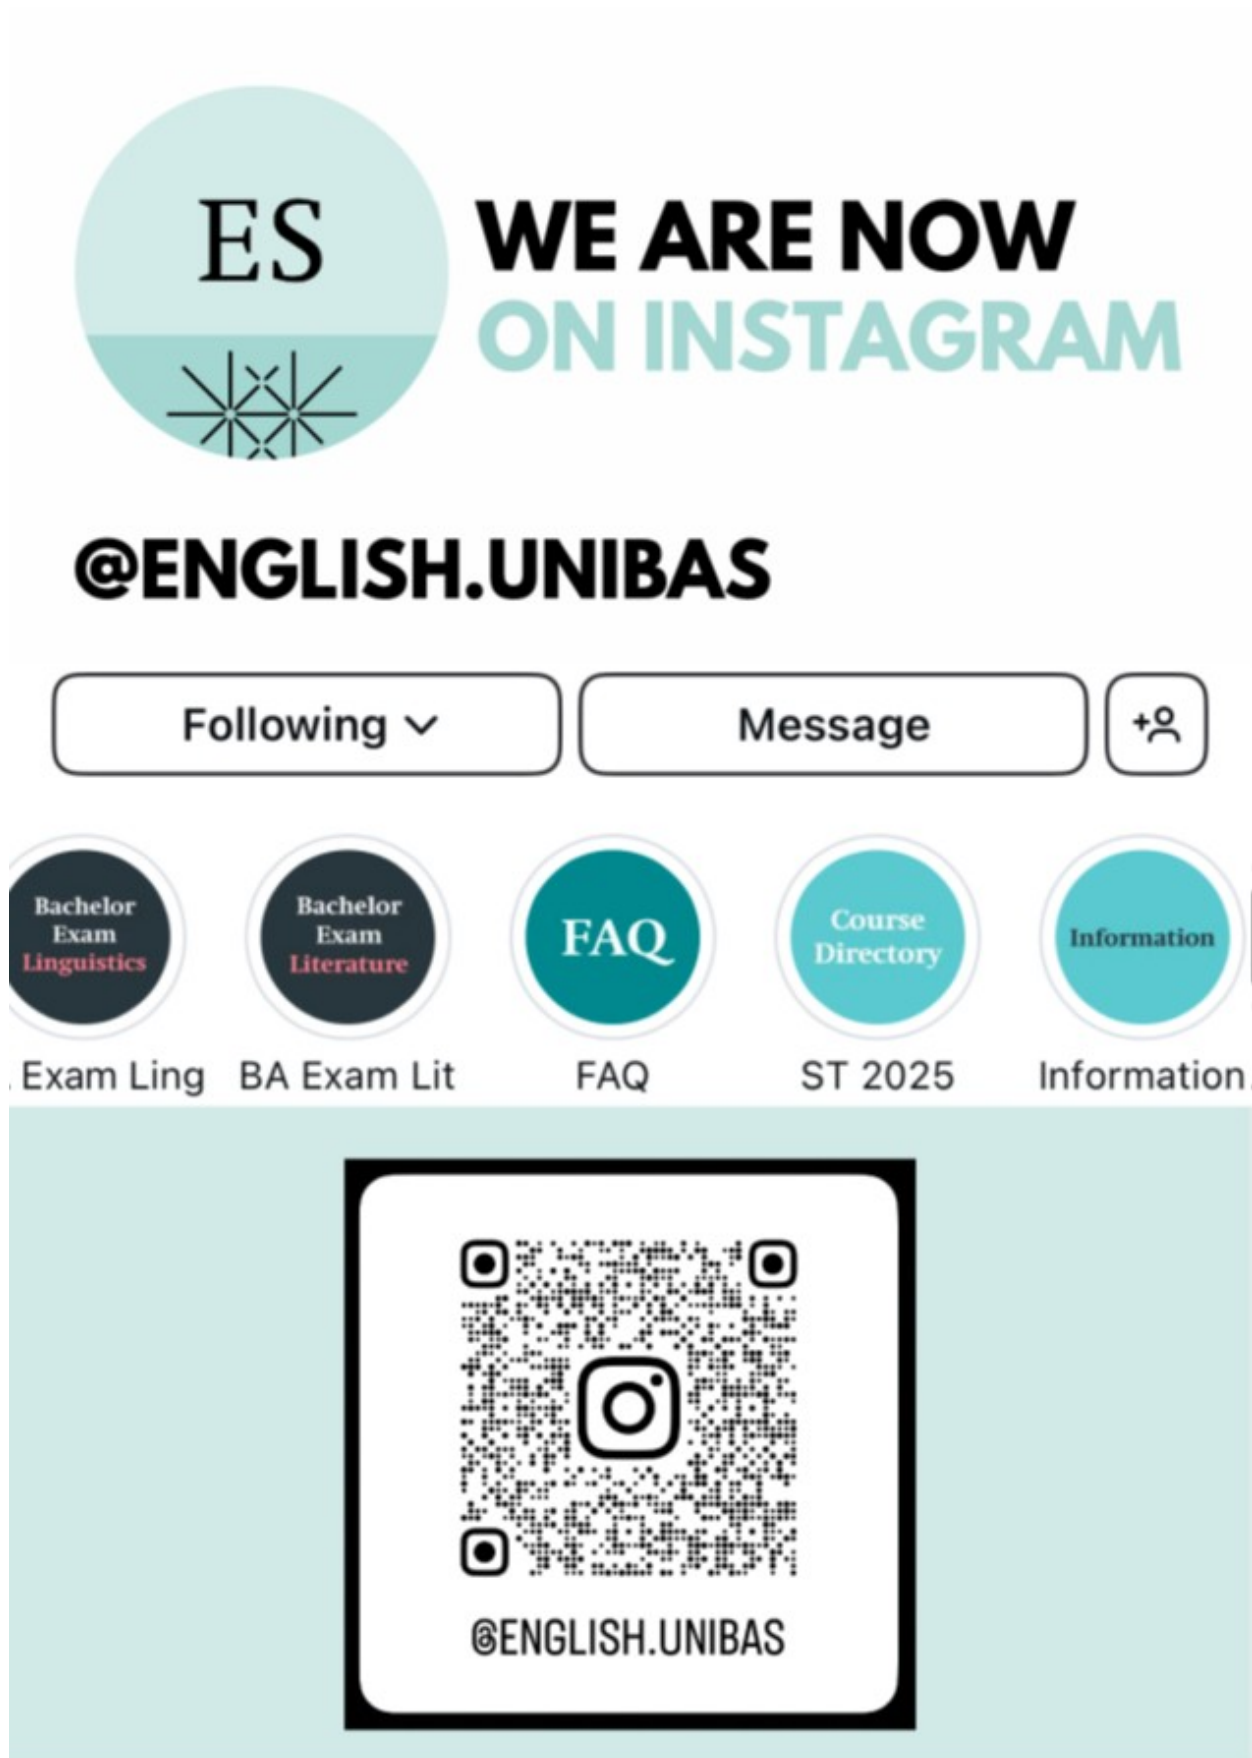 ES
WE ARE NOW
ON INSTAGRAM
@ENGLISH.UNIBAS
Following
Message
Bachelor
Exam
Linguistics
Bachelor
Exam
Literature
FAQ
Course
Directory
Information
. Exam Ling
BA Exam Lit
FAQ
ST 2025
Information
@ENGLISH.UNIBAS